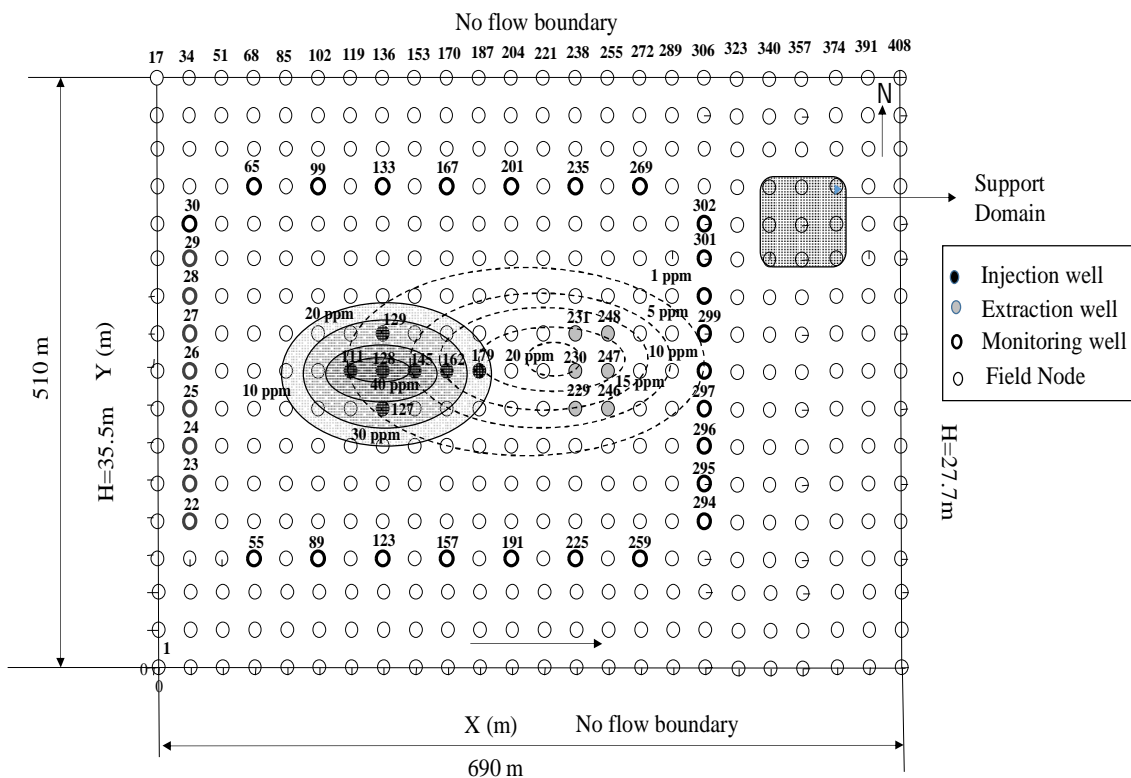 No flow boundary
17 34 51 68 85 102 119 136 153 170 187 204 221 238 255 272 289 306 323 340 357 374 391 408
N
65 99 133 167 201 235 269
Support
Domain
30 302
29 301
28 1 ppm
Injection well
20 ppm 5 ppm
Extraction well
27 129 231 248 299
Monitoring well
26 111 128 145 162 179 20 ppm 230 247 10 ppm
Field Node
40 ppm 15 ppm
10 ppm
25 127 229 246 297
30 ppm
24 296
23 295
22 294
55 89 123 157 191 225 259
510 m
Y (m)
H=35.5m
H=27.7m
1
0
0
X (m) No flow boundary
690 m